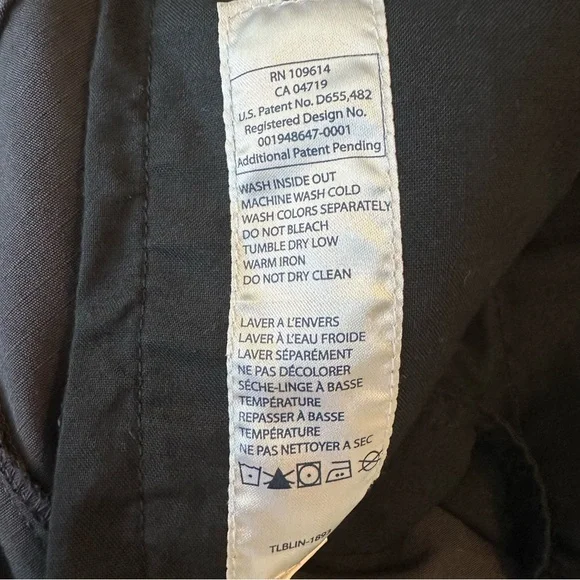 RN 109614
CA 04719
U.S. Patent No. D655,482
Registered Design No.
001948647-0001
Additional Patent Pending
WASH INSIDE OUT
MACHINE WASH COLD
WASH COLORS SEPARATELY
DO NOT BLEACH
TUMBLE DRY LOW
WARM IRON
DO NOT DRY CLEAN
LAVER A L'ENVERS
LAVER À L'EAU FROIDE
LAVER SÉPARÉMENT
NE PAS DÉCOLORER
SÉCHE-LINGE À BASSE
TEMPÉRATURE
REPASSER À BASSE
TEMPÉRATURE
NE PAS NETTOYER A SEC